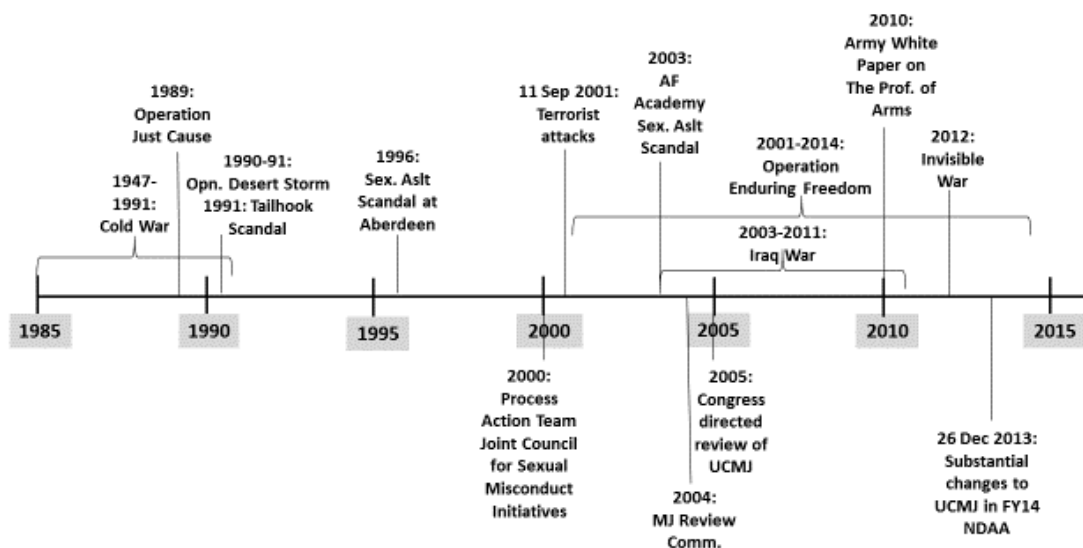 1989:
Operation
Just Cause
1947-
1991:
Cold War
1990-91:
Opn. Desert Storm
1991: Tailhook
Scandal
1996:
Sex. Aslt
Scandal at
Aberdeen
11 Sep 2001:
Terrorist
attacks
2003:
AF
Academy
Sex. Aslt
Scandal
2001-2014:
Operation
Enduring Freedom
2003-2011:
Iraq War
2010:
Army White
Paper on
The Prof. of
Arms
2012:
Invisible
War
1985
1990
1995
2000
2005
2010
2015
2000:
Process
Action Team
Joint Council
for Sexual
Misconduct
Initiatives
2004:
MJ Review
Comm.
2005:
Congress
directed
review of
UCMJ
26 Dec 2013:
Substantial
changes to
UCMJ in FY14
NDAA